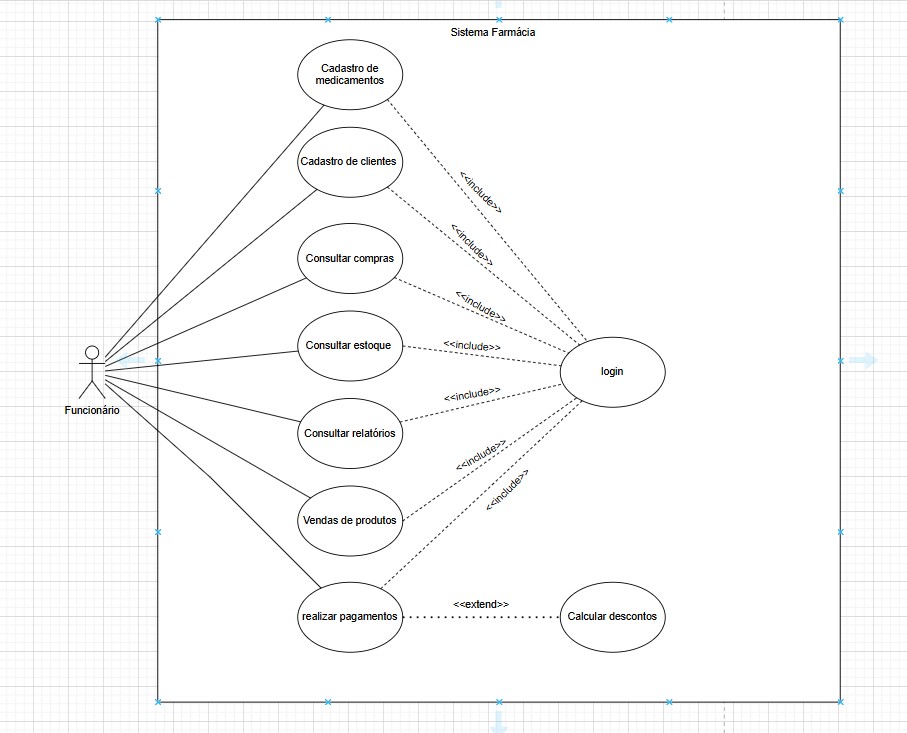 Sistema Farmácia
Cadastro de
medicamentos
Cadastro de clientes
<<include>>
<<include>>
Consultar compras
<<include>>
Consultar estoque
<<include>>
login
Funcionário
<<include>>
Consultar relatórios
<<include>>
<<include>>
Vendas de produtos
<<extend>>
realizar pagamentos
Calcular descontos